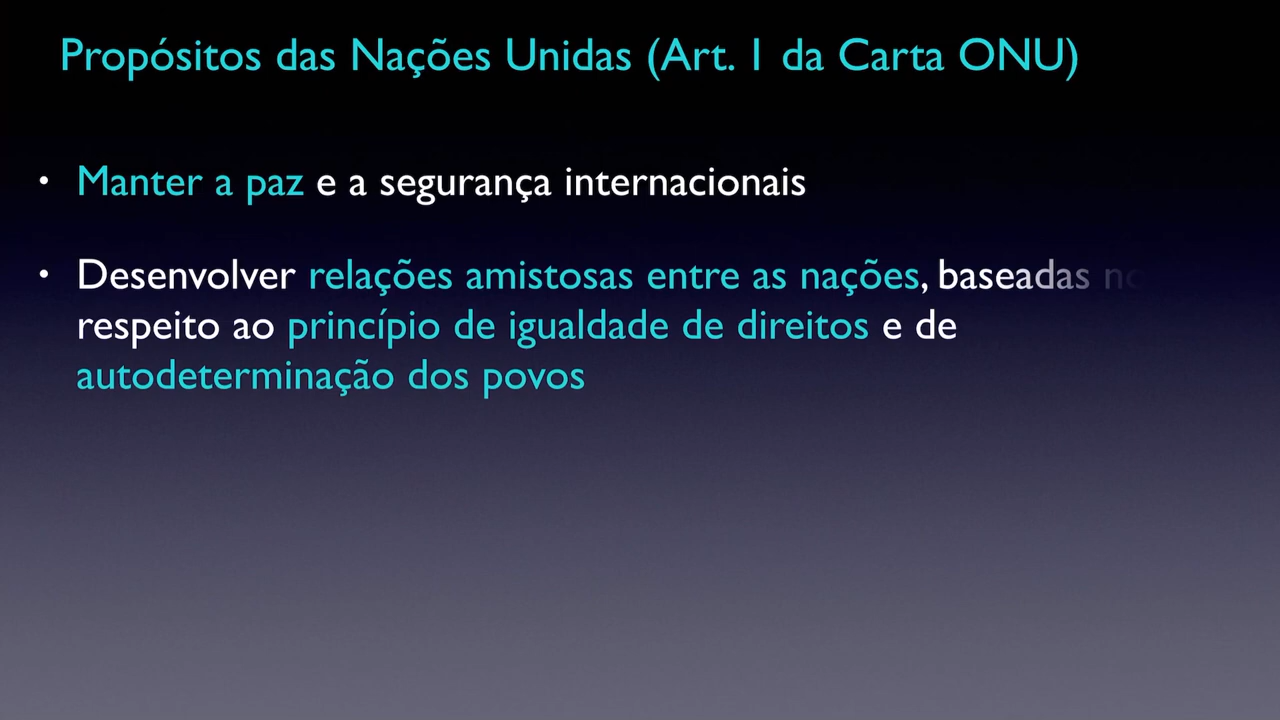 Propósitos das Nações Unidas (Art. 1 da Carta ONU)
• Manter a paz e a segurança internacionais
• Desenvolver relações amistosas entre as nações, baseadas no
respeito ao princípio de igualdade de direitos e de
autodeterminação dos povos